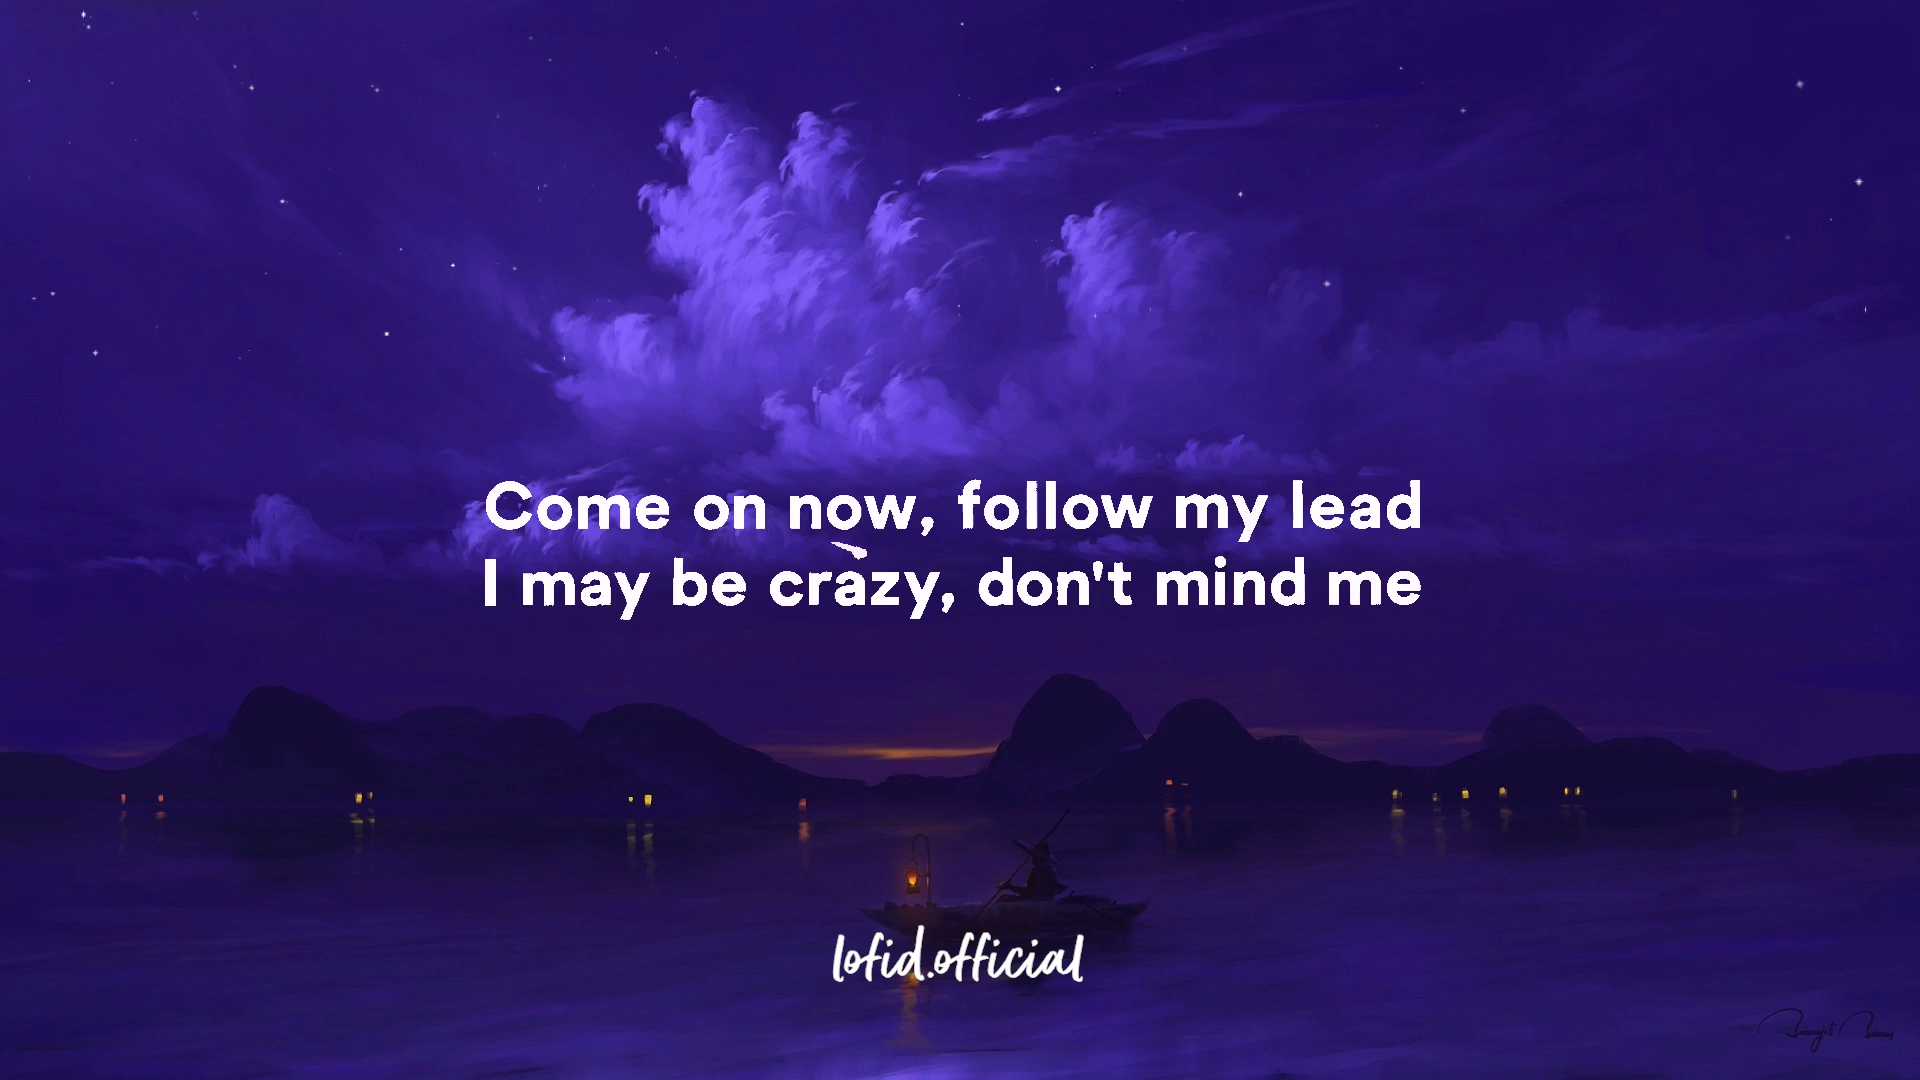 Come on now, follow my lead
I may be crazy, don't mind me
lofid.official